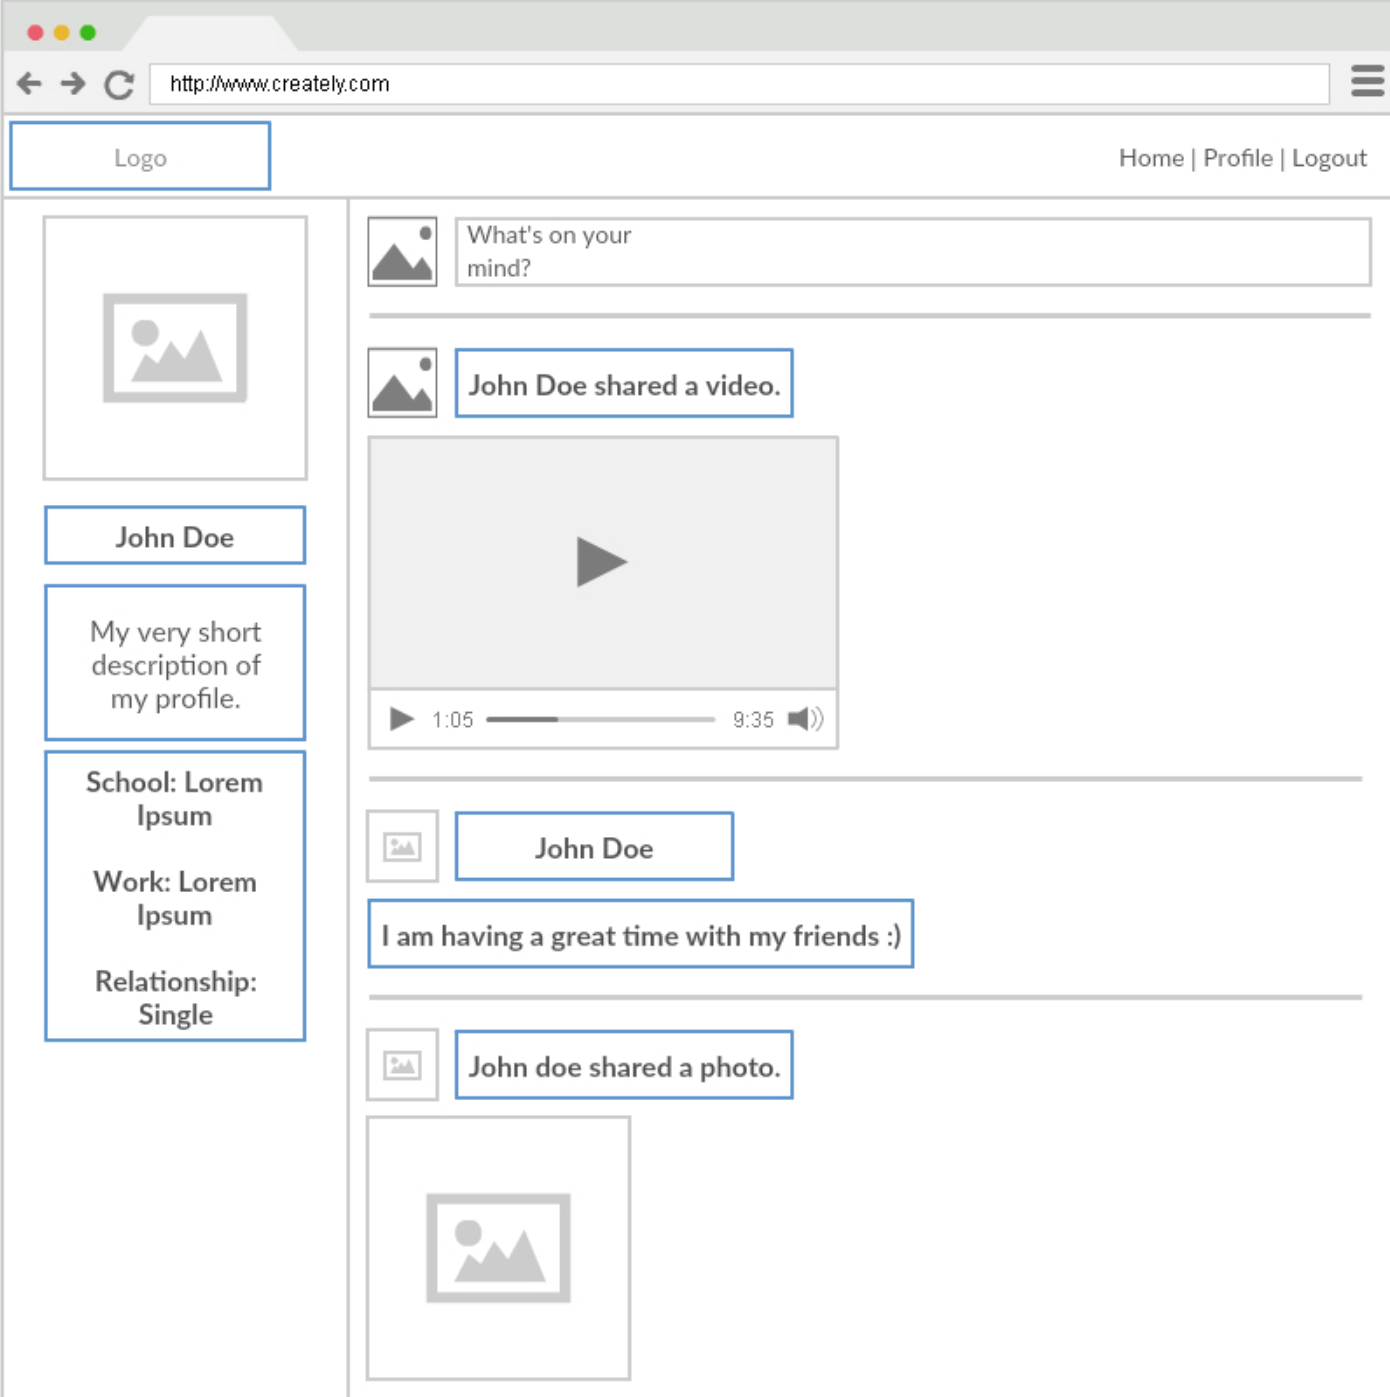 http://www.creately.com
Logo
Home | Profile | Logout
What's on your
mind?
John Doe shared a video.
John Doe
My very short
description of
my profile.
1:05
9:35
School: Lorem
Ipsum
Work: Lorem
Ipsum
Relationship:
Single
John Doe
I am having a great time with my friends :)
John doe shared a photo.